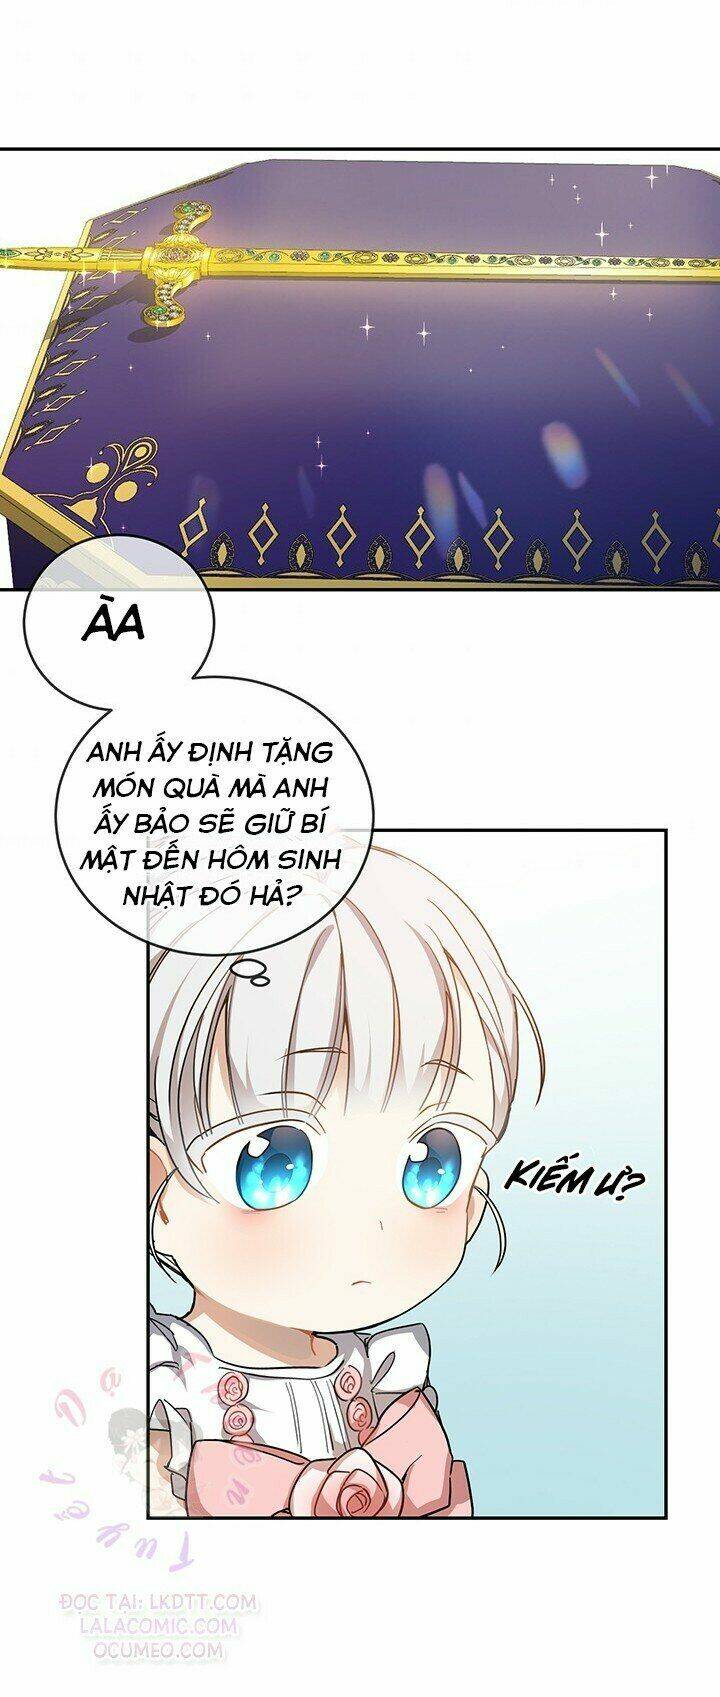 ÀA
ANH ẤY ĐỊNH TẶNG
MÓN QUÀ MÀ ANH
ẤY BẢO SẼ GIỮ BÍ
MẬT ĐẾN HÔM SINH
NHẬT ĐÓ HẢ?
KIẾM Ư?
ĐỌC TẠI: LKDTT.COM
LALACOMIC.COM
OCUMEO.COM